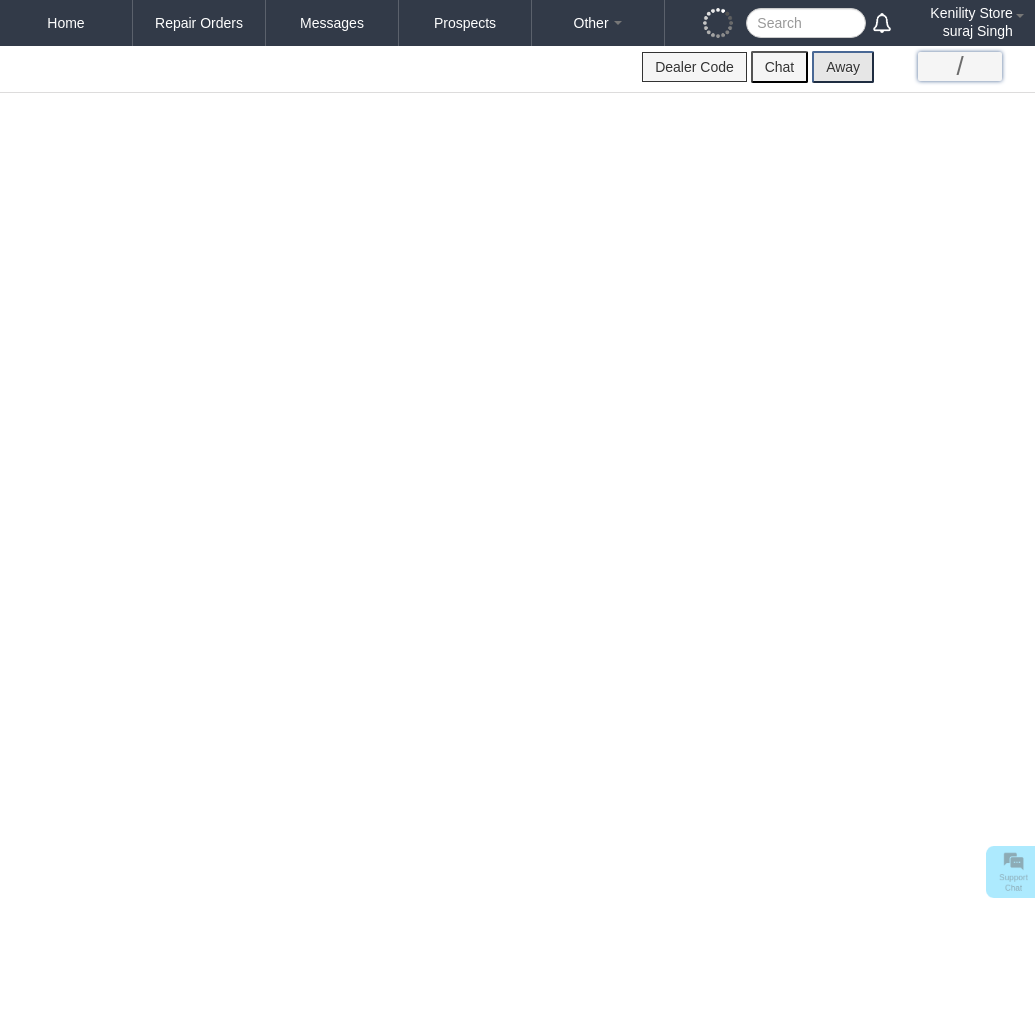 Home
Repair Orders
Messages
Prospects
Other
Search
Kenility Store
suraj Singh
Dealer Code
Chat
Away
/
Support
Chat